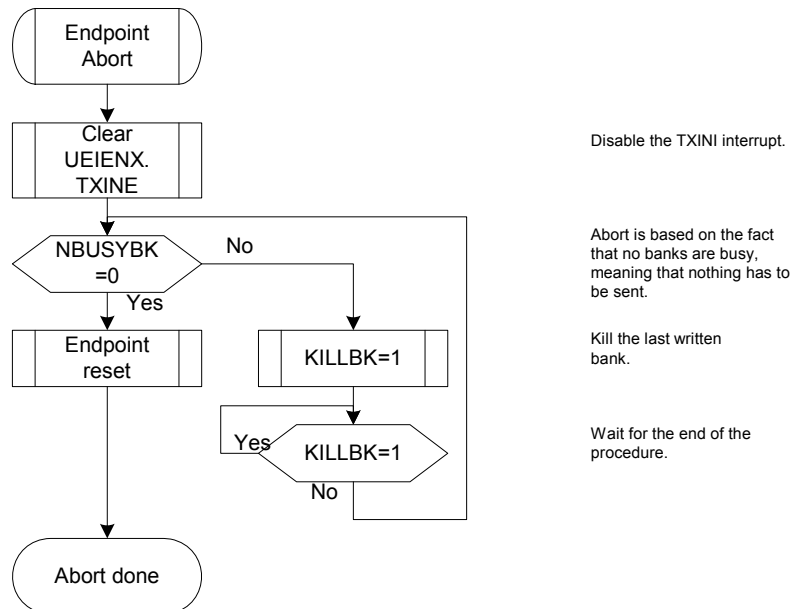 Endpoint
Abort
Clear
UEIENX.
TXINE
Disable the TXINI interrupt.
NBUSYBK
=0
No
Yes
Abort is based on the fact
that no banks are busy,
meaning that nothing has to
be sent.
Endpoint
reset
KILLBK=1
Kill the last written
bank.
Yes
KILLBK=1
No
Wait for the end of the
procedure.
Abort done